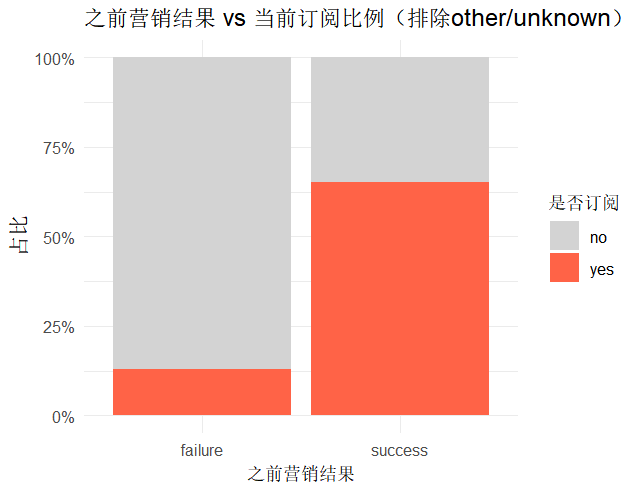 之前营销结果 vs 当前订阅比例（排除other/unknown）
100%
75%
50%
25%
0%
占比
failure
success
之前营销结果
是否订阅
no
yes